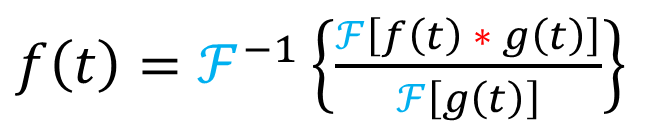 f(t) = ℱ⁻¹ { ℱ[f(t) * g(t)] / ℱ[g(t)] }